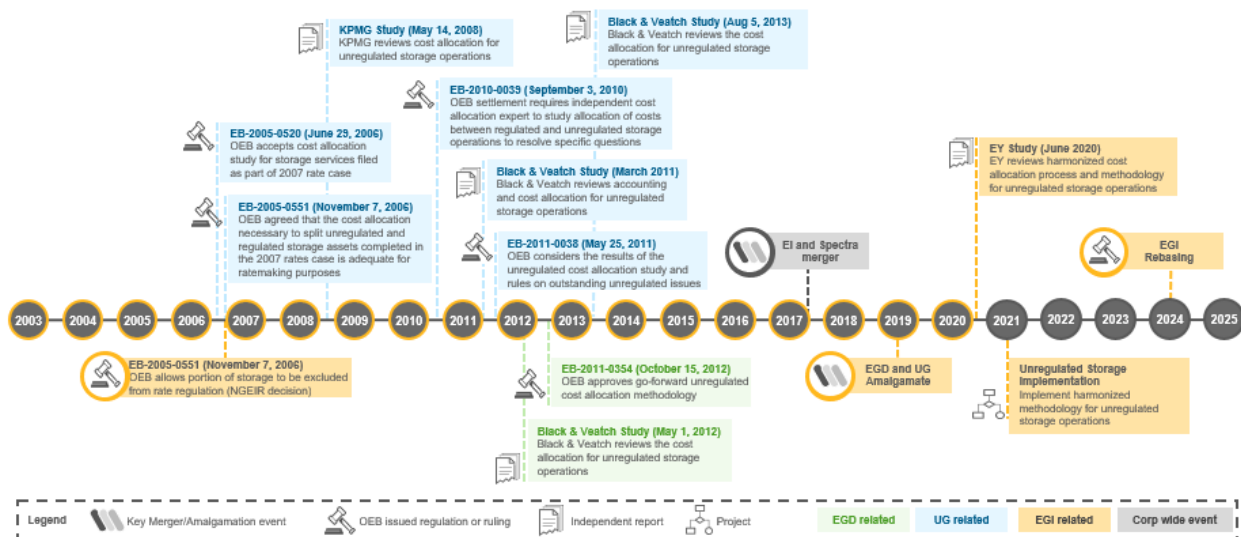 KPMG Study (May 14, 2008)
KPMG reviews cost allocation for
unregulated storage operations
Black & Veatch Study (Aug 5, 2013)
Black & Veatch reviews the cost
allocation for unregulated storage
operations
EB-2010-0039 (September 3, 2010)
OEB settlement requires independent cost
allocation expert to study allocation of costs
between regulated and unregulated storage
operations to resolve specific questions
EB-2005-0520 (June 29, 2006)
OEB accepts cost allocation
study for storage services filed
as part of 2007 rate case
EY Study (June 2020)
EY reviews harmonized cost
allocation process and methodology
for unregulated storage operations
Black & Veatch Study (March 2011)
Black & Veatch reviews accounting
and cost allocation for unregulated
storage operations
EB-2005-0551 (November 7, 2006)
OEB agreed that the cost allocation
necessary to split unregulated and
regulated storage assets completed in
the 2007 rates case is adequate for
ratemaking purposes
EB-2011-0038 (May 25, 2011)
OEB considers the results of the
unregulated cost allocation study and
rules on outstanding unregulated issues
EI and Spectra
merger
EGI
Rebasing
2003 2004 2005 2006 2007 2008 2009 2010 2011 2012 2013 2014 2015 2016 2017 2018 2019 2020 2021 2022 2023 2024 2025
EB-2005-0551 (November 7, 2006)
OEB allows portion of storage to be excluded
from rate regulation (NGEIR decision)
EB-2011-0354 (October 15, 2012)
OEB approves go-forward unregulated
cost allocation methodology
EGD and UG
Amalgamate
Unregulated Storage
Implementation
Implement harmonized
methodology for unregulated
storage operations
Black & Veatch Study (May 1, 2012)
Black & Veatch reviews the cost
allocation for unregulated storage
operations
Legend
Key Merger/Amalgamation event
OEB issued regulation or ruling
Independent report
Project
EGD related
UG related
EGI related
Corp wide event